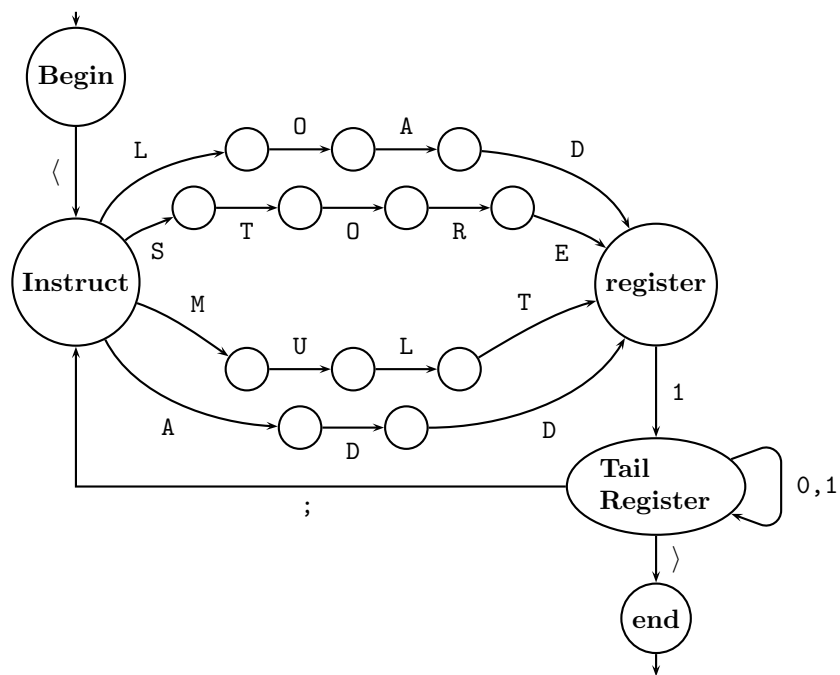 Begin
L
O
A
D
⟨
S
T
O
R
E
Instruct
register
M
U
L
T
A
D
D
1
Tail
Register
0,1
;
⟩
end